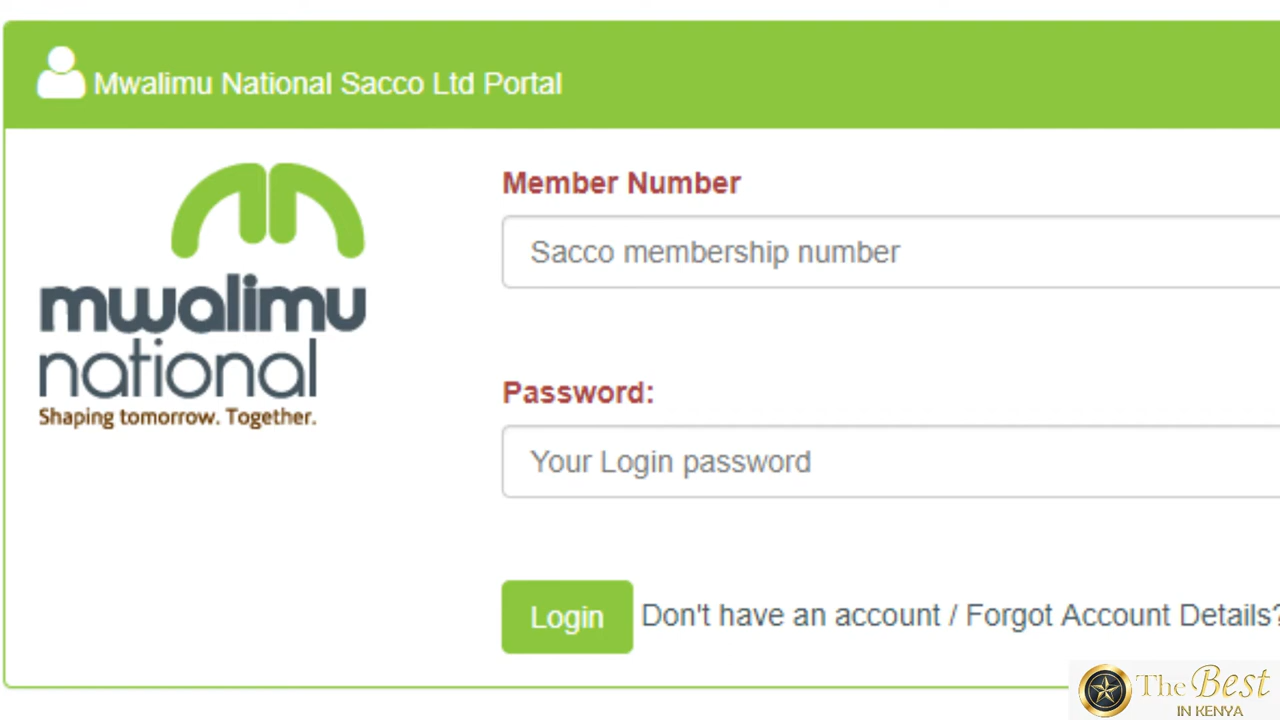 Mwalimu National Sacco Ltd Portal
mwalimu
national
Shaping tomorrow. Together.
Member Number
Sacco membership number
Password:
Your Login password
Login
Don't have an account / Forgot Account Details?
The Best
IN KENYA